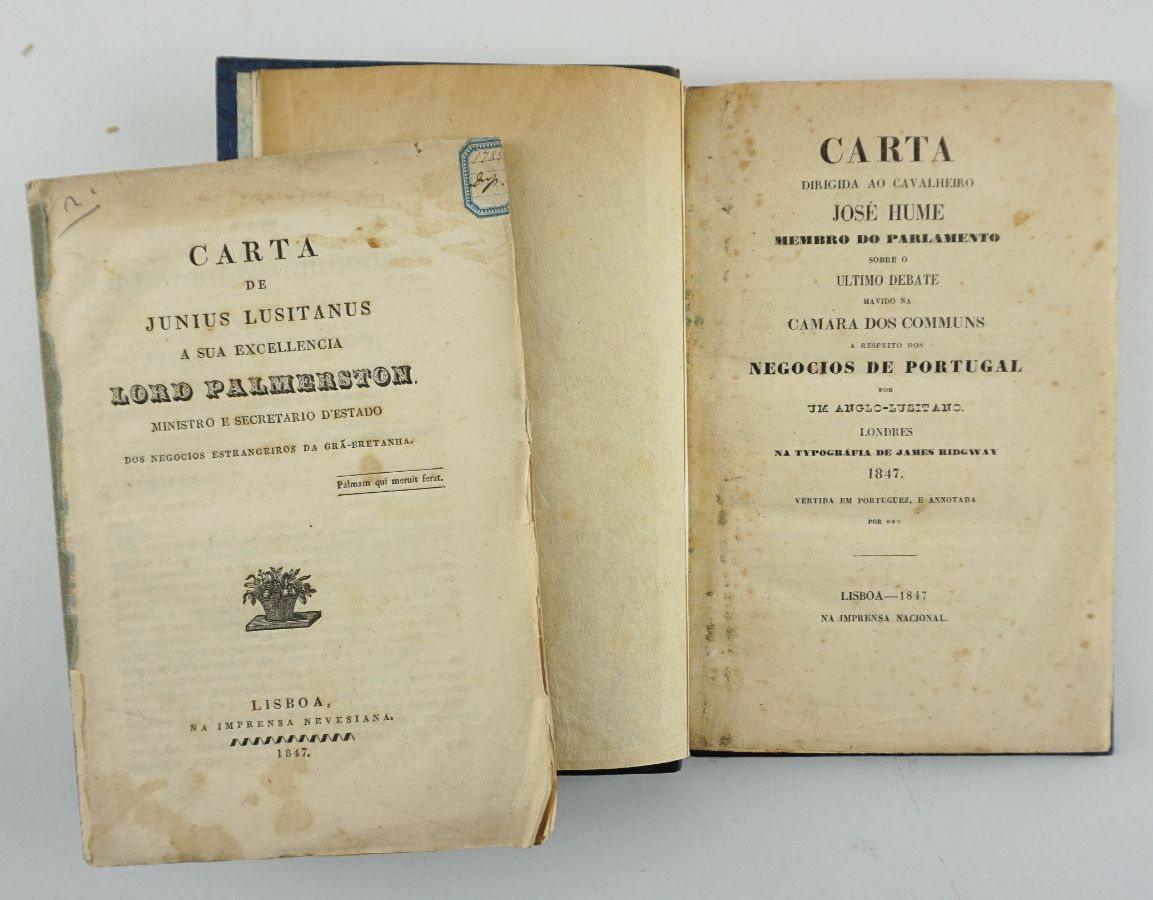 2.
1788
CARTA
DE
JUNIUS LUSITANUS
A SUA EXCELLENCIA
LORD PALMERSTON.
MINISTRO E SECRETARIO D'ESTADO
DOS NEGOCIOS ESTRANGEIROS DA GRÃ-BRETANHA.
Palmam qui meruit ferat.
LISBOA,
NA IMPRENSA NEVESIANA.
1847.
CARTA
DIRIGIDA AO CAVALHEIRO
JOSÉ HUME
MEMBRO DO PARLAMENTO
SOBRE O
ULTIMO DEBATE
HAVIDO NA
CAMARA DOS COMMUNS
A RESPEITO DOS
NEGOCIOS DE PORTUGAL
POR
UM ANGLO-LUSITANO.
LONDRES
NA TYPOGRÁFIA DE JAMES RIDGWAY
1847.
VERTIDA EM PORTUGUEZ, E ANNOTADA
POR ***
LISBOA—1847
NA IMPRENSA NACIONAL.